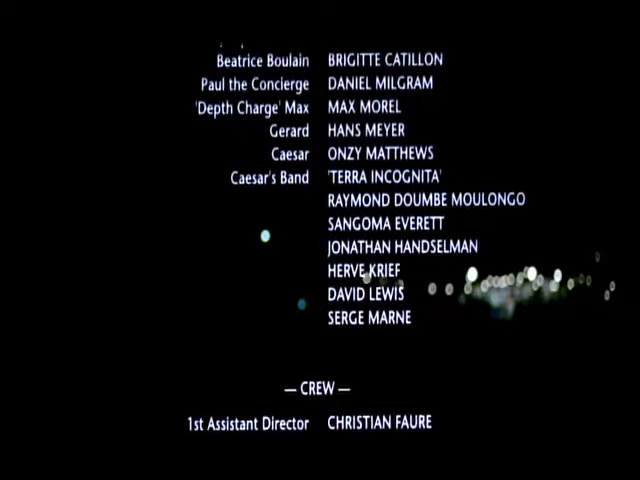 Beatrice Boulain BRIGITTE CATILLON
Paul the Concierge DANIEL MILGRAM
'Depth Charge' Max MAX MOREL
Gerard HANS MEYER
Caesar ONZY MATTHEWS
Caesar's Band 'TERRA INCOGNITA'
RAYMOND DOUMBE MOULONGO
SANGOMA EVERETT
JONATHAN HANDSELMAN
HERVE KRIEF
DAVID LEWIS
SERGE MARNE
— CREW —
1st Assistant Director CHRISTIAN FAURE